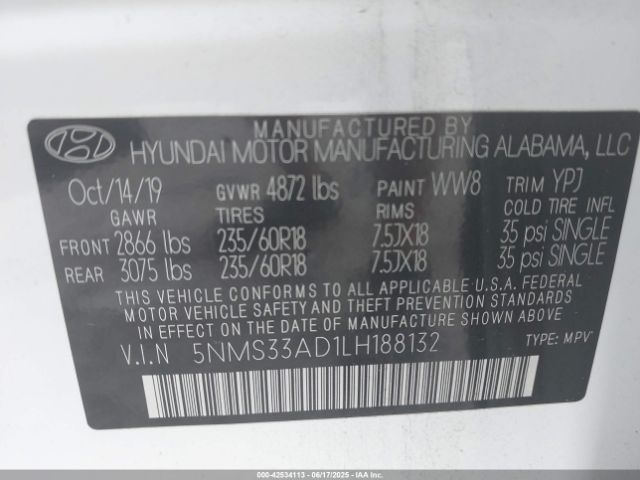 MANUFACTURED BY
HYUNDAI MOTOR MANUFACTURING ALABAMA, LLC
Oct/14/19 GVWR 4872 lbs PAINT WW8 TRIM YPJ
GAWR TIRES RIMS COLD TIRE INFL
FRONT 2866 lbs 235/60R18 7.5JX18 35 psi SINGLE
REAR 3075 lbs 235/60R18 7.5JX18 35 psi SINGLE
THIS VEHICLE CONFORMS TO ALL APPLICABLE U.S.A. FEDERAL
MOTOR VEHICLE SAFETY AND THEFT PREVENTION STANDARDS
IN EFFECT ON THE DATE OF MANUFACTURE SHOWN ABOVE.
V.I.N 5NMS33AD1LH188132 TYPE: MPV
000-42534113 - 06/17/2025 - IAAI.COM